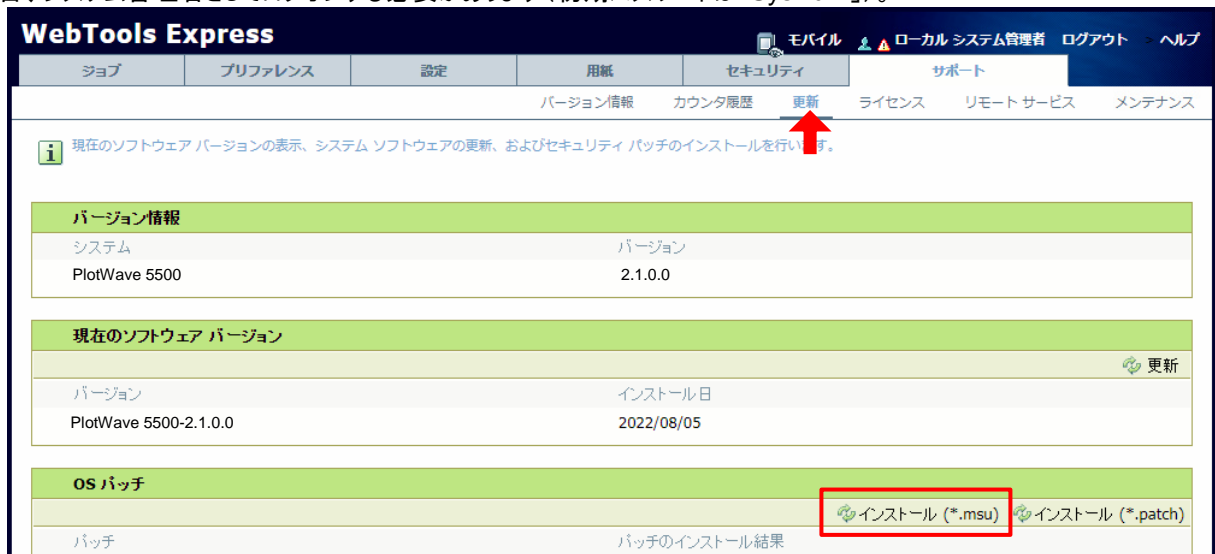 WebTools Express
モバイル ローカル システム管理者 ログアウト ヘルプ
ジョブ プリファレンス 設定 用紙 セキュリティ サポート
バージョン情報 カウンタ履歴 更新 ライセンス リモート サービス メンテナンス
現在のソフトウェア バージョンの表示、システム ソフトウェアの更新、およびセキュリティ パッチのインストールを行います。
バージョン情報
システム バージョン
PlotWave 5500 2.1.0.0
現在のソフトウェア バージョン
更新
バージョン インストール日
PlotWave 5500-2.1.0.0 2022/08/05
OS パッチ
インストール (*.msu) インストール (*.patch)
パッチ パッチのインストール結果